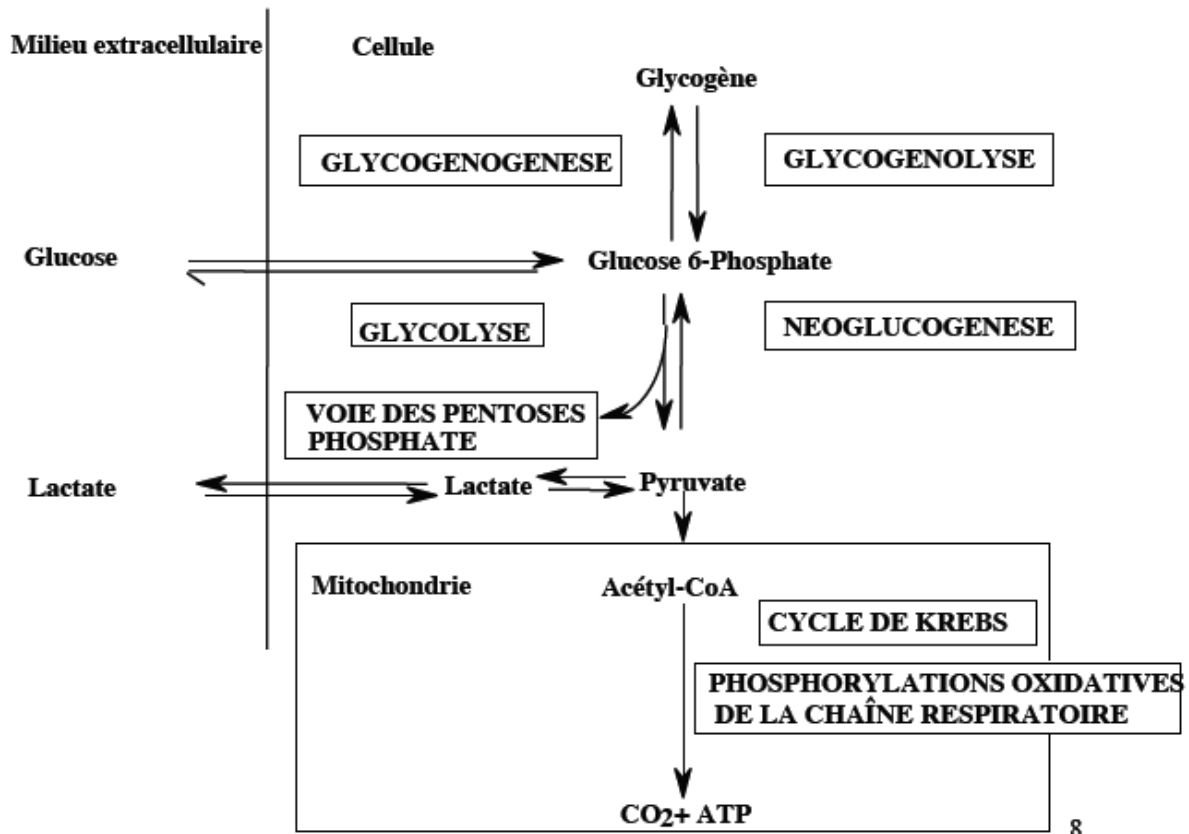 Milieu extracellulaire
Cellule
Glycogène
GLYCOGENOGENESE
GLYCOGENOLYSE
Glucose
Glucose 6-Phosphate
GLYCOLYSE
NEOGLUCOGENESE
VOIE DES PENTOSES
PHOSPHATE
Lactate
Lactate
Pyruvate
Mitochondrie
Acétyl-CoA
CYCLE DE KREBS
PHOSPHORYLATIONS OXIDATIVES
DE LA CHAÎNE RESPIRATOIRE
CO2+ ATP
8